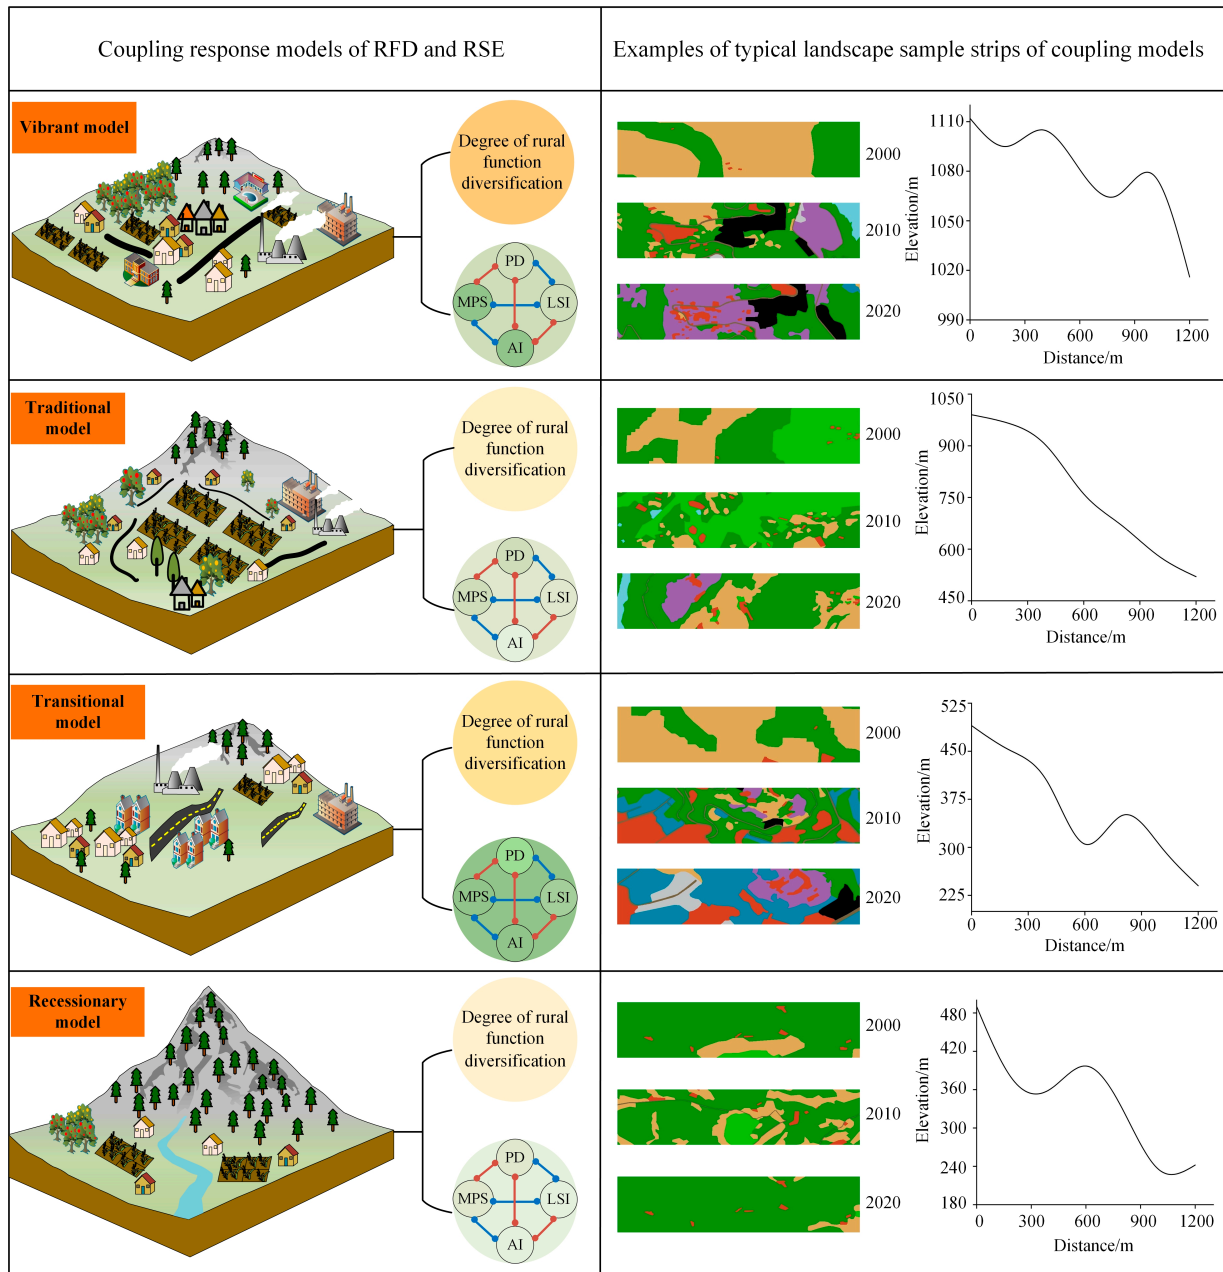 Coupling response models of RFD and RSE
Examples of typical landscape sample strips of coupling models
Vibrant model
Degree of rural
function
diversification
PD
MPS
LSI
AI
2000
2010
2020
Elevation/m
1110
1080
1050
1020
990
0
300
600
900
1200
Distance/m
Traditional
model
Degree of rural
function
diversification
PD
MPS
LSI
AI
2000
2010
2020
Elevation/m
1050
900
750
600
450
0
300
600
900
1200
Distance/m
Transitional
model
Degree of rural
function
diversification
PD
MPS
LSI
AI
2000
2010
2020
Elevation/m
525
450
375
300
225
0
300
600
900
1200
Distance/m
Recessionary
model
Degree of rural
function
diversification
PD
MPS
LSI
AI
2000
2010
2020
Elevation/m
480
420
360
300
240
180
0
300
600
900
1200
Distance/m